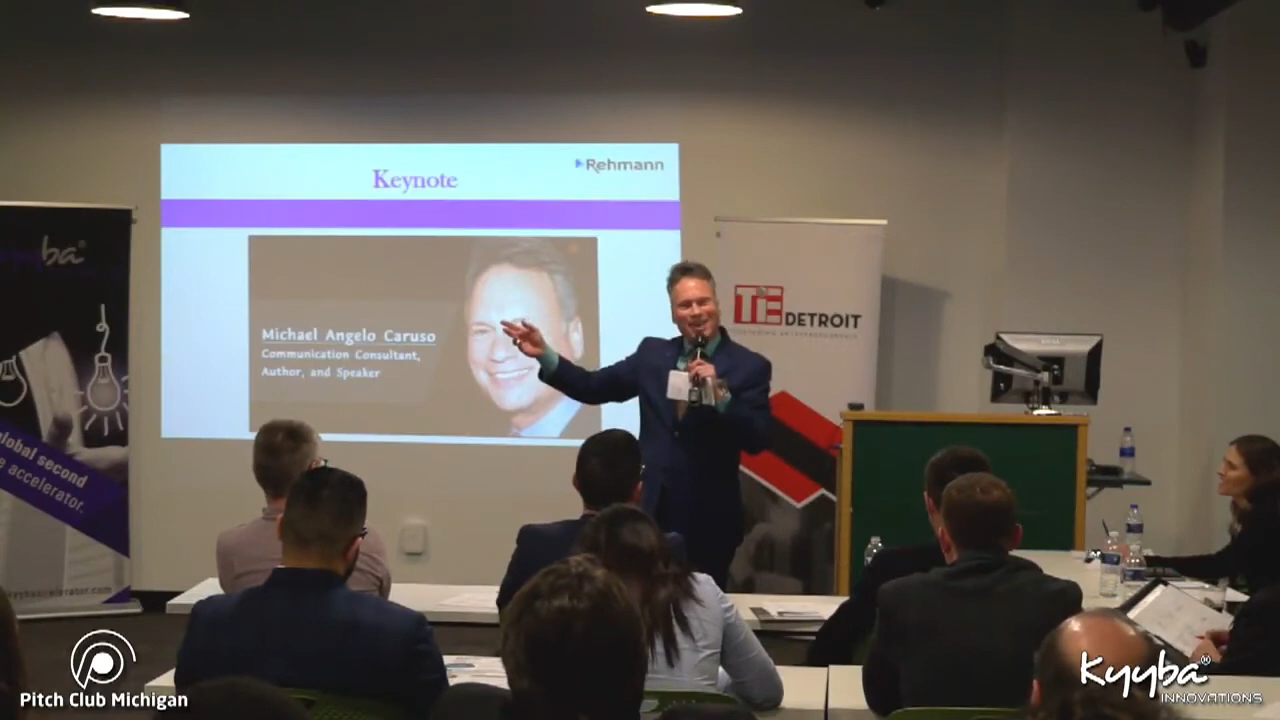 Rehmann
Keynote
Michael Angelo Caruso
Communication Consultant,
Author, and Speaker
ba®
global second
accelerator.
TiE DETROIT
Pitch Club Michigan
Kyyba®
INNOVATIONS